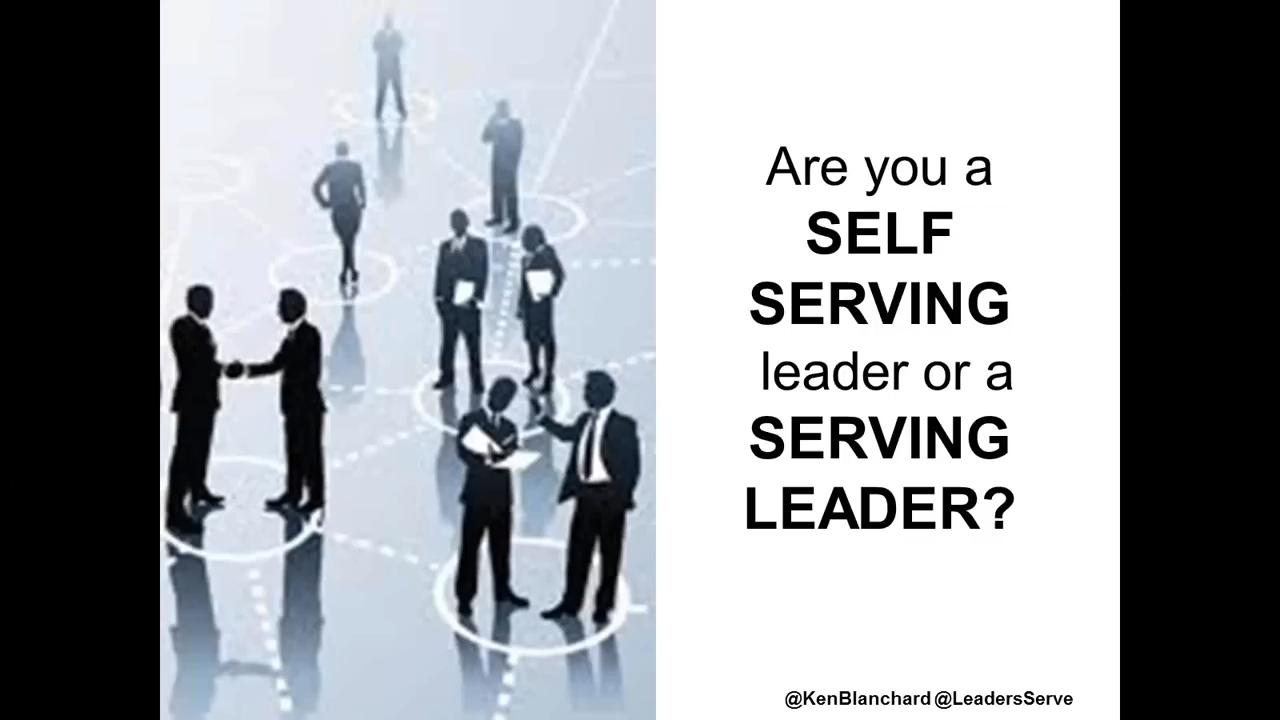 Are you a
SELF
SERVING
leader or a
SERVING
LEADER?
@KenBlanchard @LeadersServe